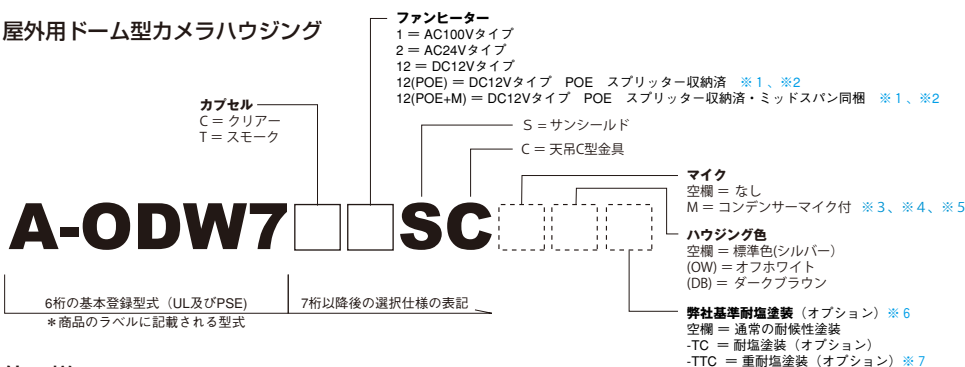 屋外用ドーム型カメラハウジング
ファンヒーター
1 = AC100Vタイプ
2 = AC24Vタイプ
12 = DC12Vタイプ
12(POE) = DC12Vタイプ POE スプリッター収納済 ※1、※2
12(POE+M) = DC12Vタイプ POE スプリッター収納済・ミッドスパン同梱 ※1、※2
カプセル
C = クリアー
T = スモーク
S = サンシールド
C = 天吊C型金具
マイク
空欄 = なし
M = コンデンサーマイク付 ※3、※4、※5
A-ODW7□□SC
ハウジング色
空欄 = 標準色(シルバー)
(OW) = オフホワイト
(DB) = ダークブラウン
6桁の基本登録型式（UL及びPSE)
7桁以降後の選択仕様の表記
＊商品のラベルに記載される型式
弊社基準耐塩塗装（オプション）※6
空欄 = 通常の耐候性塗装
-TC = 耐塩塗装（オプション）
-TTC = 重耐塩塗装（オプション）※7